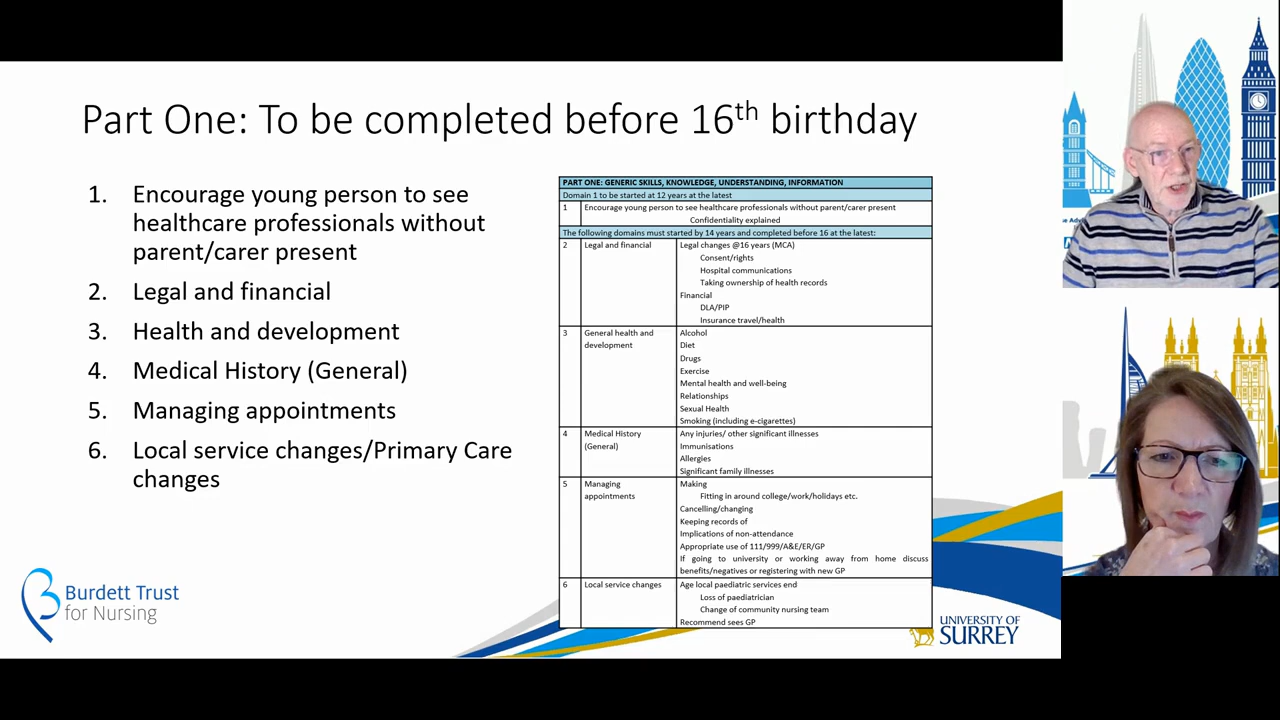 Part One: To be completed before 16th birthday
1. Encourage young person to see
healthcare professionals without
parent/carer present
2. Legal and financial
3. Health and development
4. Medical History (General)
5. Managing appointments
6. Local service changes/Primary Care
changes
PART ONE: GENERIC SKILLS, KNOWLEDGE, UNDERSTANDING, INFORMATION
Domain 1 to be started at 12 years at the latest
1 Encourage young person to see healthcare professionals without parent/carer present
Confidentiality explained
The following domains must started by 14 years and completed before 16 at the latest:
2 Legal and financial Legal changes @16 years (MCA)
Consent/rights
Hospital communications
Taking ownership of health records
Financial
DLA/PIP
Insurance travel/health
3 General health and Alcohol
development Diet
Drugs
Exercise
Mental health and well-being
Relationships
Sexual Health
Smoking (including e-cigarettes)
4 Medical History Any injuries/ other significant illnesses
(General) Immunisations
Allergies
Significant family illnesses
5 Managing Making
appointments Fitting in around college/work/holidays etc.
Cancelling/changing
Keeping records of
Implications of non-attendance
Appropriate use of 111/999/A&E/ER/GP
If going to university or working away from home discuss
benefits/negatives or registering with new GP
6 Local service changes Age local paediatric services end
Loss of paediatrician
Change of community nursing team
Recommend sees GP
Burdett Trust
for Nursing
UNIVERSITY OF
SURREY